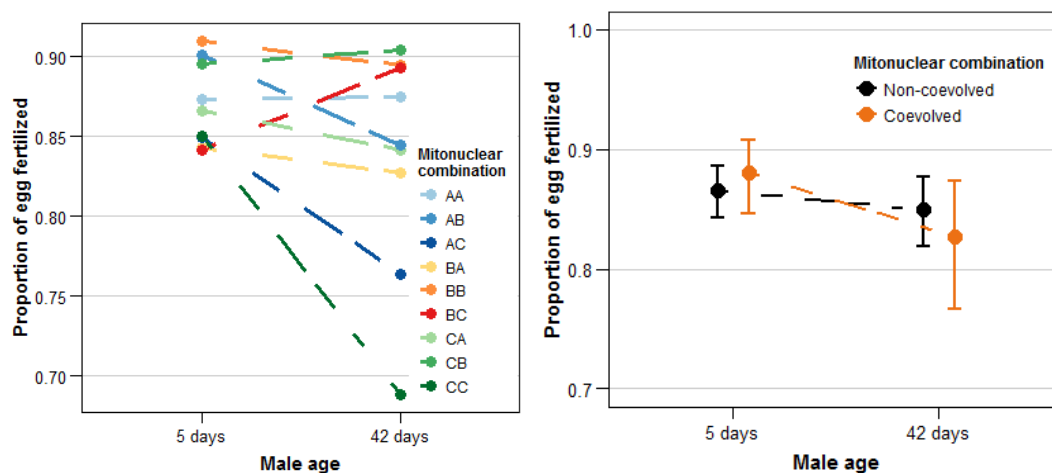 Proportion of egg fertilized
0.90
0.85
0.80
0.75
0.70
Mitonuclear
combination
AA
AB
AC
BA
BB
BC
CA
CB
CC
5 days
42 days
Male age
Proportion of egg fertilized
1.0
0.9
0.8
0.7
Mitonuclear combination
Non-coevolved
Coevolved
5 days
42 days
Male age